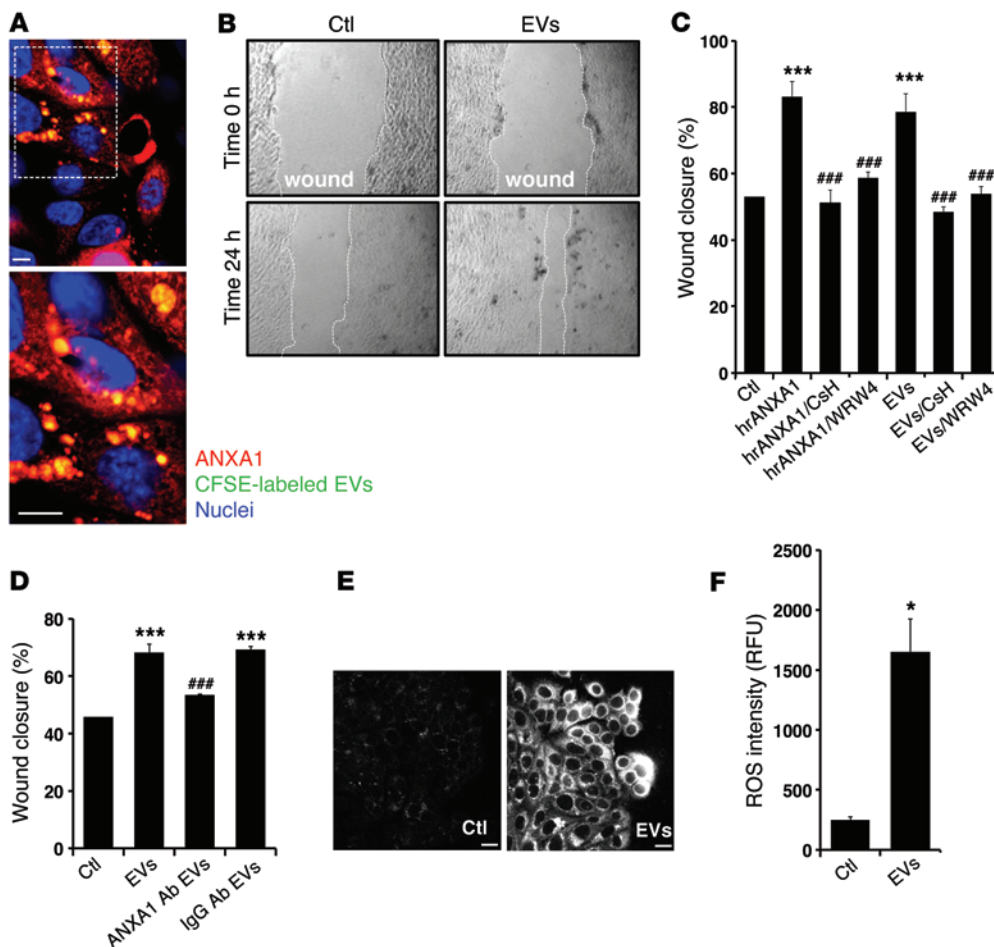 A
ANXA1
CFSE-labeled EVs
Nuclei
B
Ctl
EVs
Time 0 h
wound
wound
Time 24 h
C
Wound closure (%)
100
80
60
40
20
0
***
###
###
***
###
###
Ctl
hrANXA1
hrANXA1/CsH
hrANXA1/WRW4
EVs
EVs/CsH
EVs/WRW4
D
Wound closure (%)
80
60
40
20
0
***
###
***
Ctl
EVs
ANXA1 Ab EVs
IgG Ab EVs
E
Ctl
EVs
F
ROS intensity (RFU)
2500
2000
1500
1000
500
0
*
Ctl
EVs